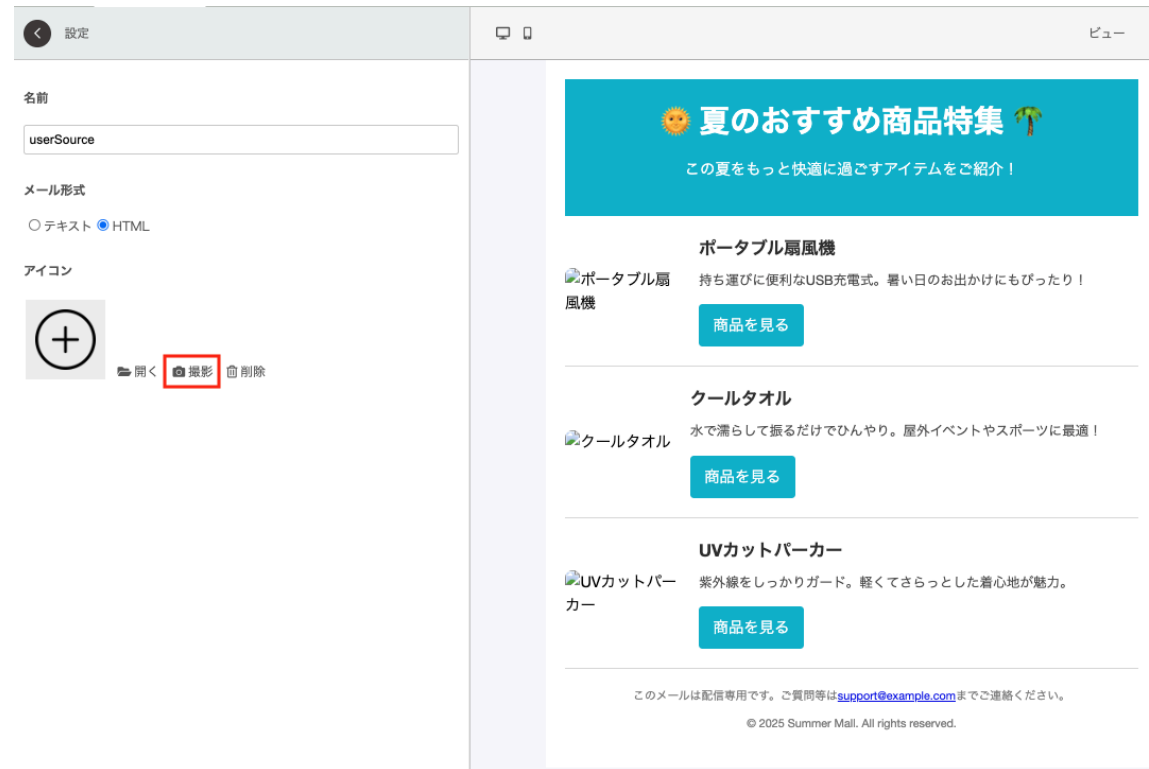 設定
ビュー
名前
userSource
メール形式
テキスト HTML
アイコン
開く 撮影 削除
🌞 夏のおすすめ商品特集 🌴
この夏をもっと快適に過ごすアイテムをご紹介！
ポータブル扇
風機
ポータブル扇風機
持ち運びに便利なUSB充電式。暑い日のお出かけにもぴったり！
商品を見る
クールタオル
クールタオル
水で濡らして振るだけでひんやり。屋外イベントやスポーツに最適！
商品を見る
UVカットパー
カー
UVカットパーカー
紫外線をしっかりガード。軽くてさらっとした着心地が魅力。
商品を見る
このメールは配信専用です。ご質問等はsupport@example.comまでご連絡ください。
© 2025 Summer Mall. All rights reserved.